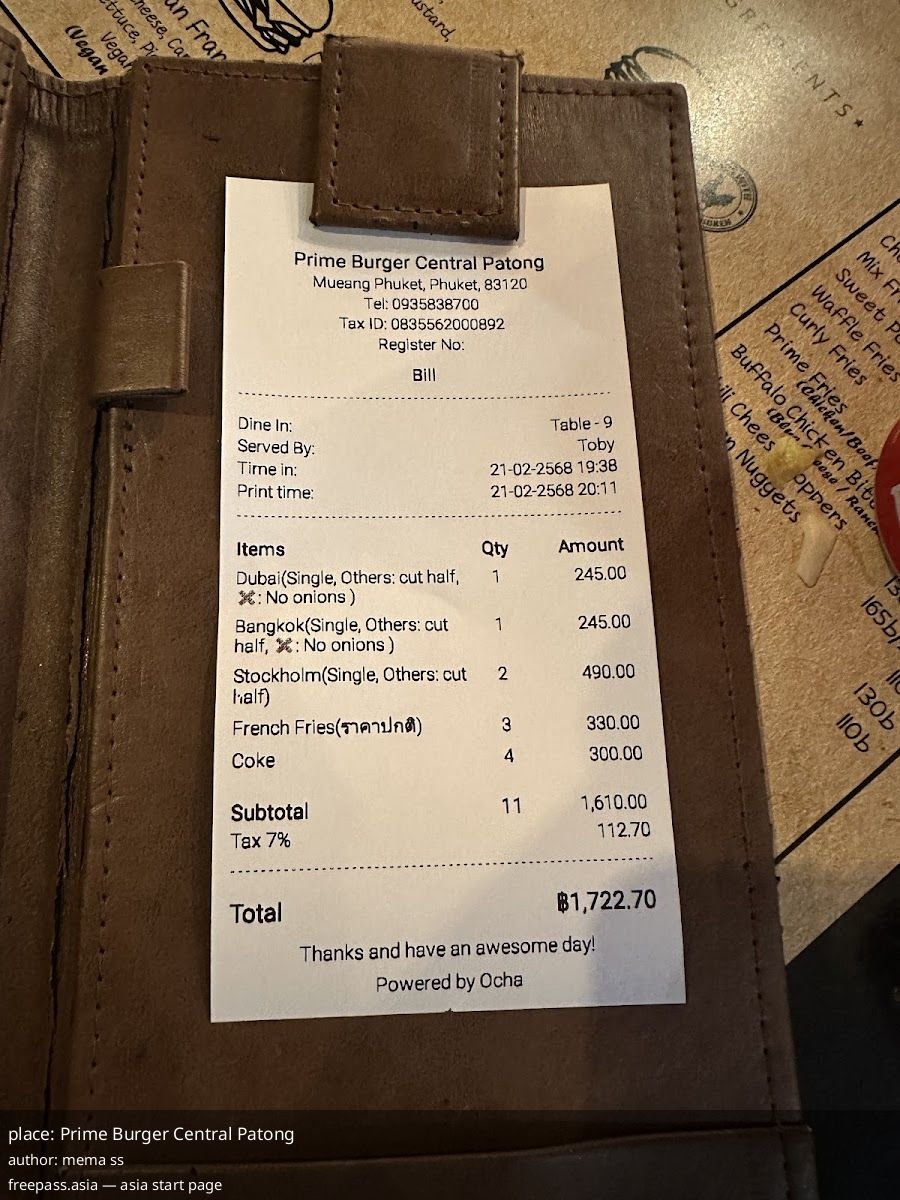 Prime Burger Central Patong
Mueang Phuket, Phuket, 83120
Tel: 0935838700
Tax ID: 0835562000892
Register No:
Bill
Dine In: Table - 9
Served By: Toby
Time in: 21-02-2568 19:38
Print time: 21-02-2568 20:11
Items Qty Amount
Dubai(Single, Others: cut half, 1 245.00
: No onions )
Bangkok(Single, Others: cut 1 245.00
half, : No onions )
Stockholm(Single, Others: cut 2 490.00
half)
French Fries(ราคาปกติ) 3 330.00
Coke 4 300.00
Subtotal 11 1,610.00
Tax 7% 112.70
Total ฿1,722.70
Thanks and have an awesome day!
Powered by Ocha
(Vegan
Vegan
Sweet
Waffle Fries
Curly Fries
Prime Fries
Buffalo Chicken
Nuggets
130b
110b
place: Prime Burger Central Patong
author: mema ss
freepass.asia — asia start page